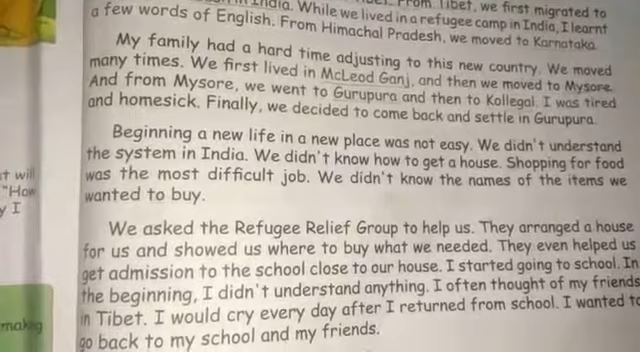 From Tibet, we first migrated to
in India. While we lived in a refugee camp in India, I learnt
a few words of English. From Himachal Pradesh, we moved to Karnataka.
My family had a hard time adjusting to this new country. We moved
many times. We first lived in McLeod Ganj, and then we moved to Mysore.
And from Mysore, we went to Gurupura and then to Kollegal. I was tired
and homesick. Finally, we decided to come back and settle in Gurupura.
Beginning a new life in a new place was not easy. We didn't understand
the system in India. We didn't know how to get a house. Shopping for food
was the most difficult job. We didn't know the names of the items we
wanted to buy.
We asked the Refugee Relief Group to help us. They arranged a house
for us and showed us where to buy what we needed. They even helped us
get admission to the school close to our house. I started going to school. In
the beginning, I didn't understand anything. I often thought of my friends
in Tibet. I would cry every day after I returned from school. I wanted to
go back to my school and my friends.
will
"How
I
making